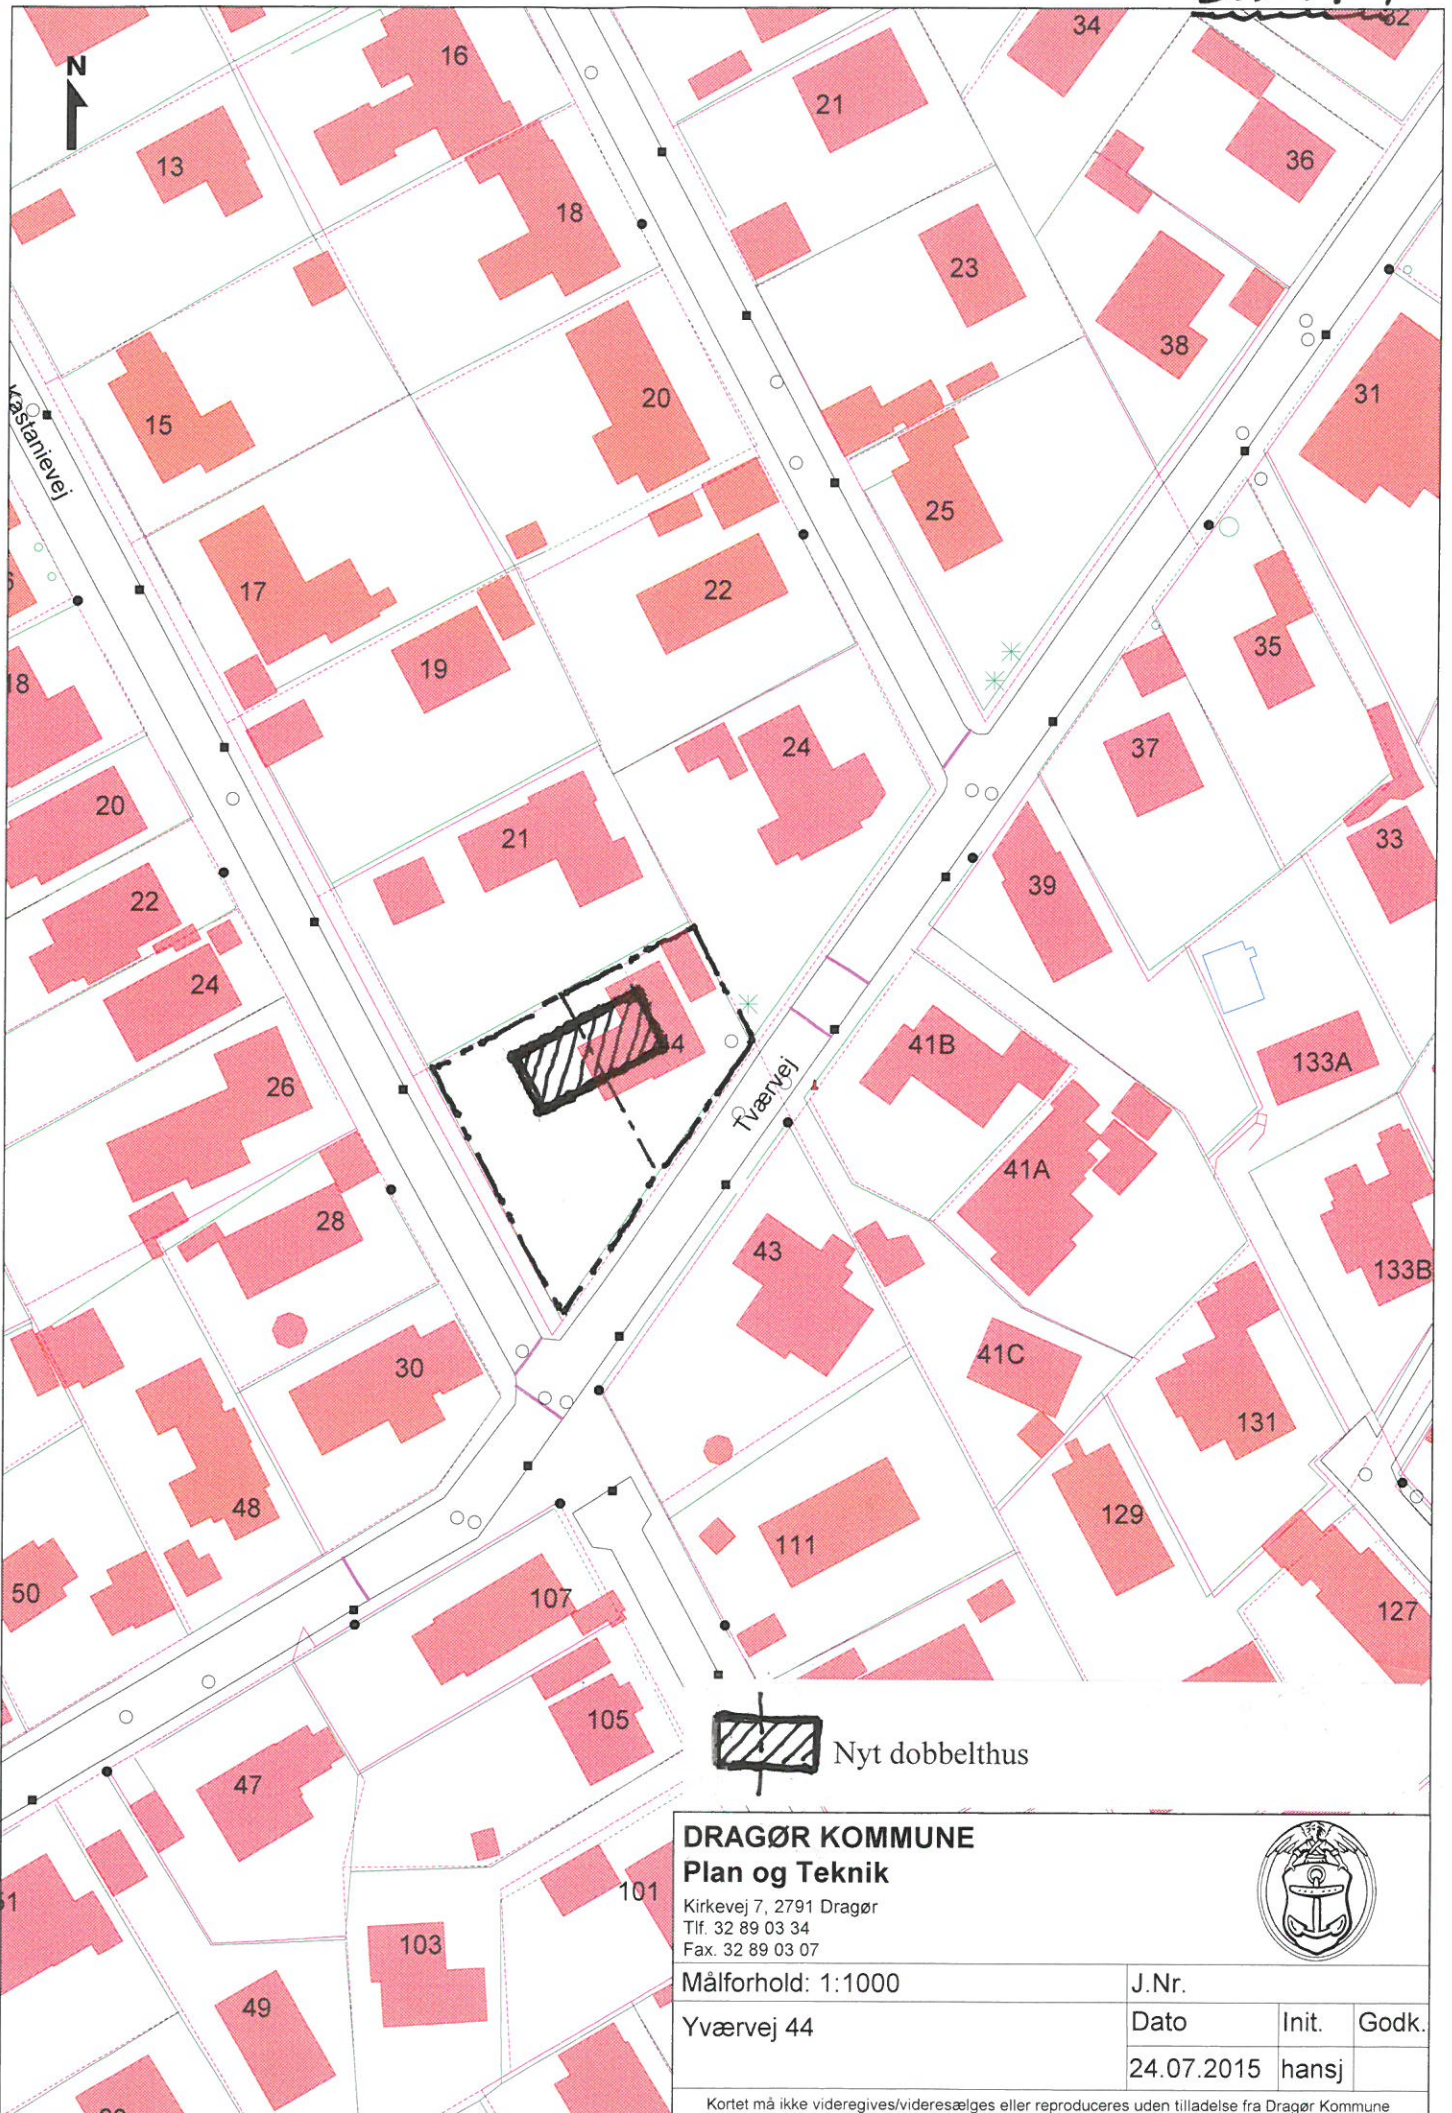 N
34
16
21
13
36
18
23
38
31
15
20
25
Kastanievej
17
22
19
35
18
24
37
20
21
33
39
22
24
41B
133A
26
Tværvej
41A
28
43
133B
41C
30
131
48
129
111
50
107
127
105
Nyt dobbelthus
47
DRAGØR KOMMUNE
Plan og Teknik
Kirkevej 7, 2791 Dragør
Tlf. 32 89 03 34
Fax. 32 89 03 07
101
103
Målforhold: 1:1000
J.Nr.
49
Yværvej 44
Dato
Init.
Godk.
24.07.2015
hansj
Kortet må ikke videregives/videresælges eller reproduceres uden tilladelse fra Dragør Kommune